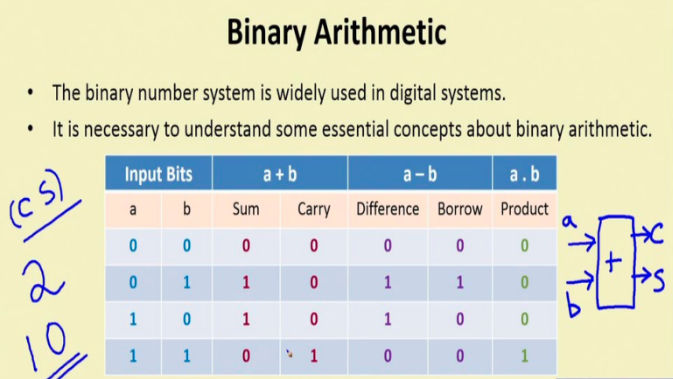 Binary Arithmetic
• The binary number system is widely used in digital systems.
• It is necessary to understand some essential concepts about binary arithmetic.
Input Bits a + b a – b a . b
a b Sum Carry Difference Borrow Product
0 0 0 0 0 0 0
0 1 1 0 1 1 0
1 0 1 0 1 0 0
1 1 0 1 0 0 1
(CS)
2
10
a
b
+
C
S